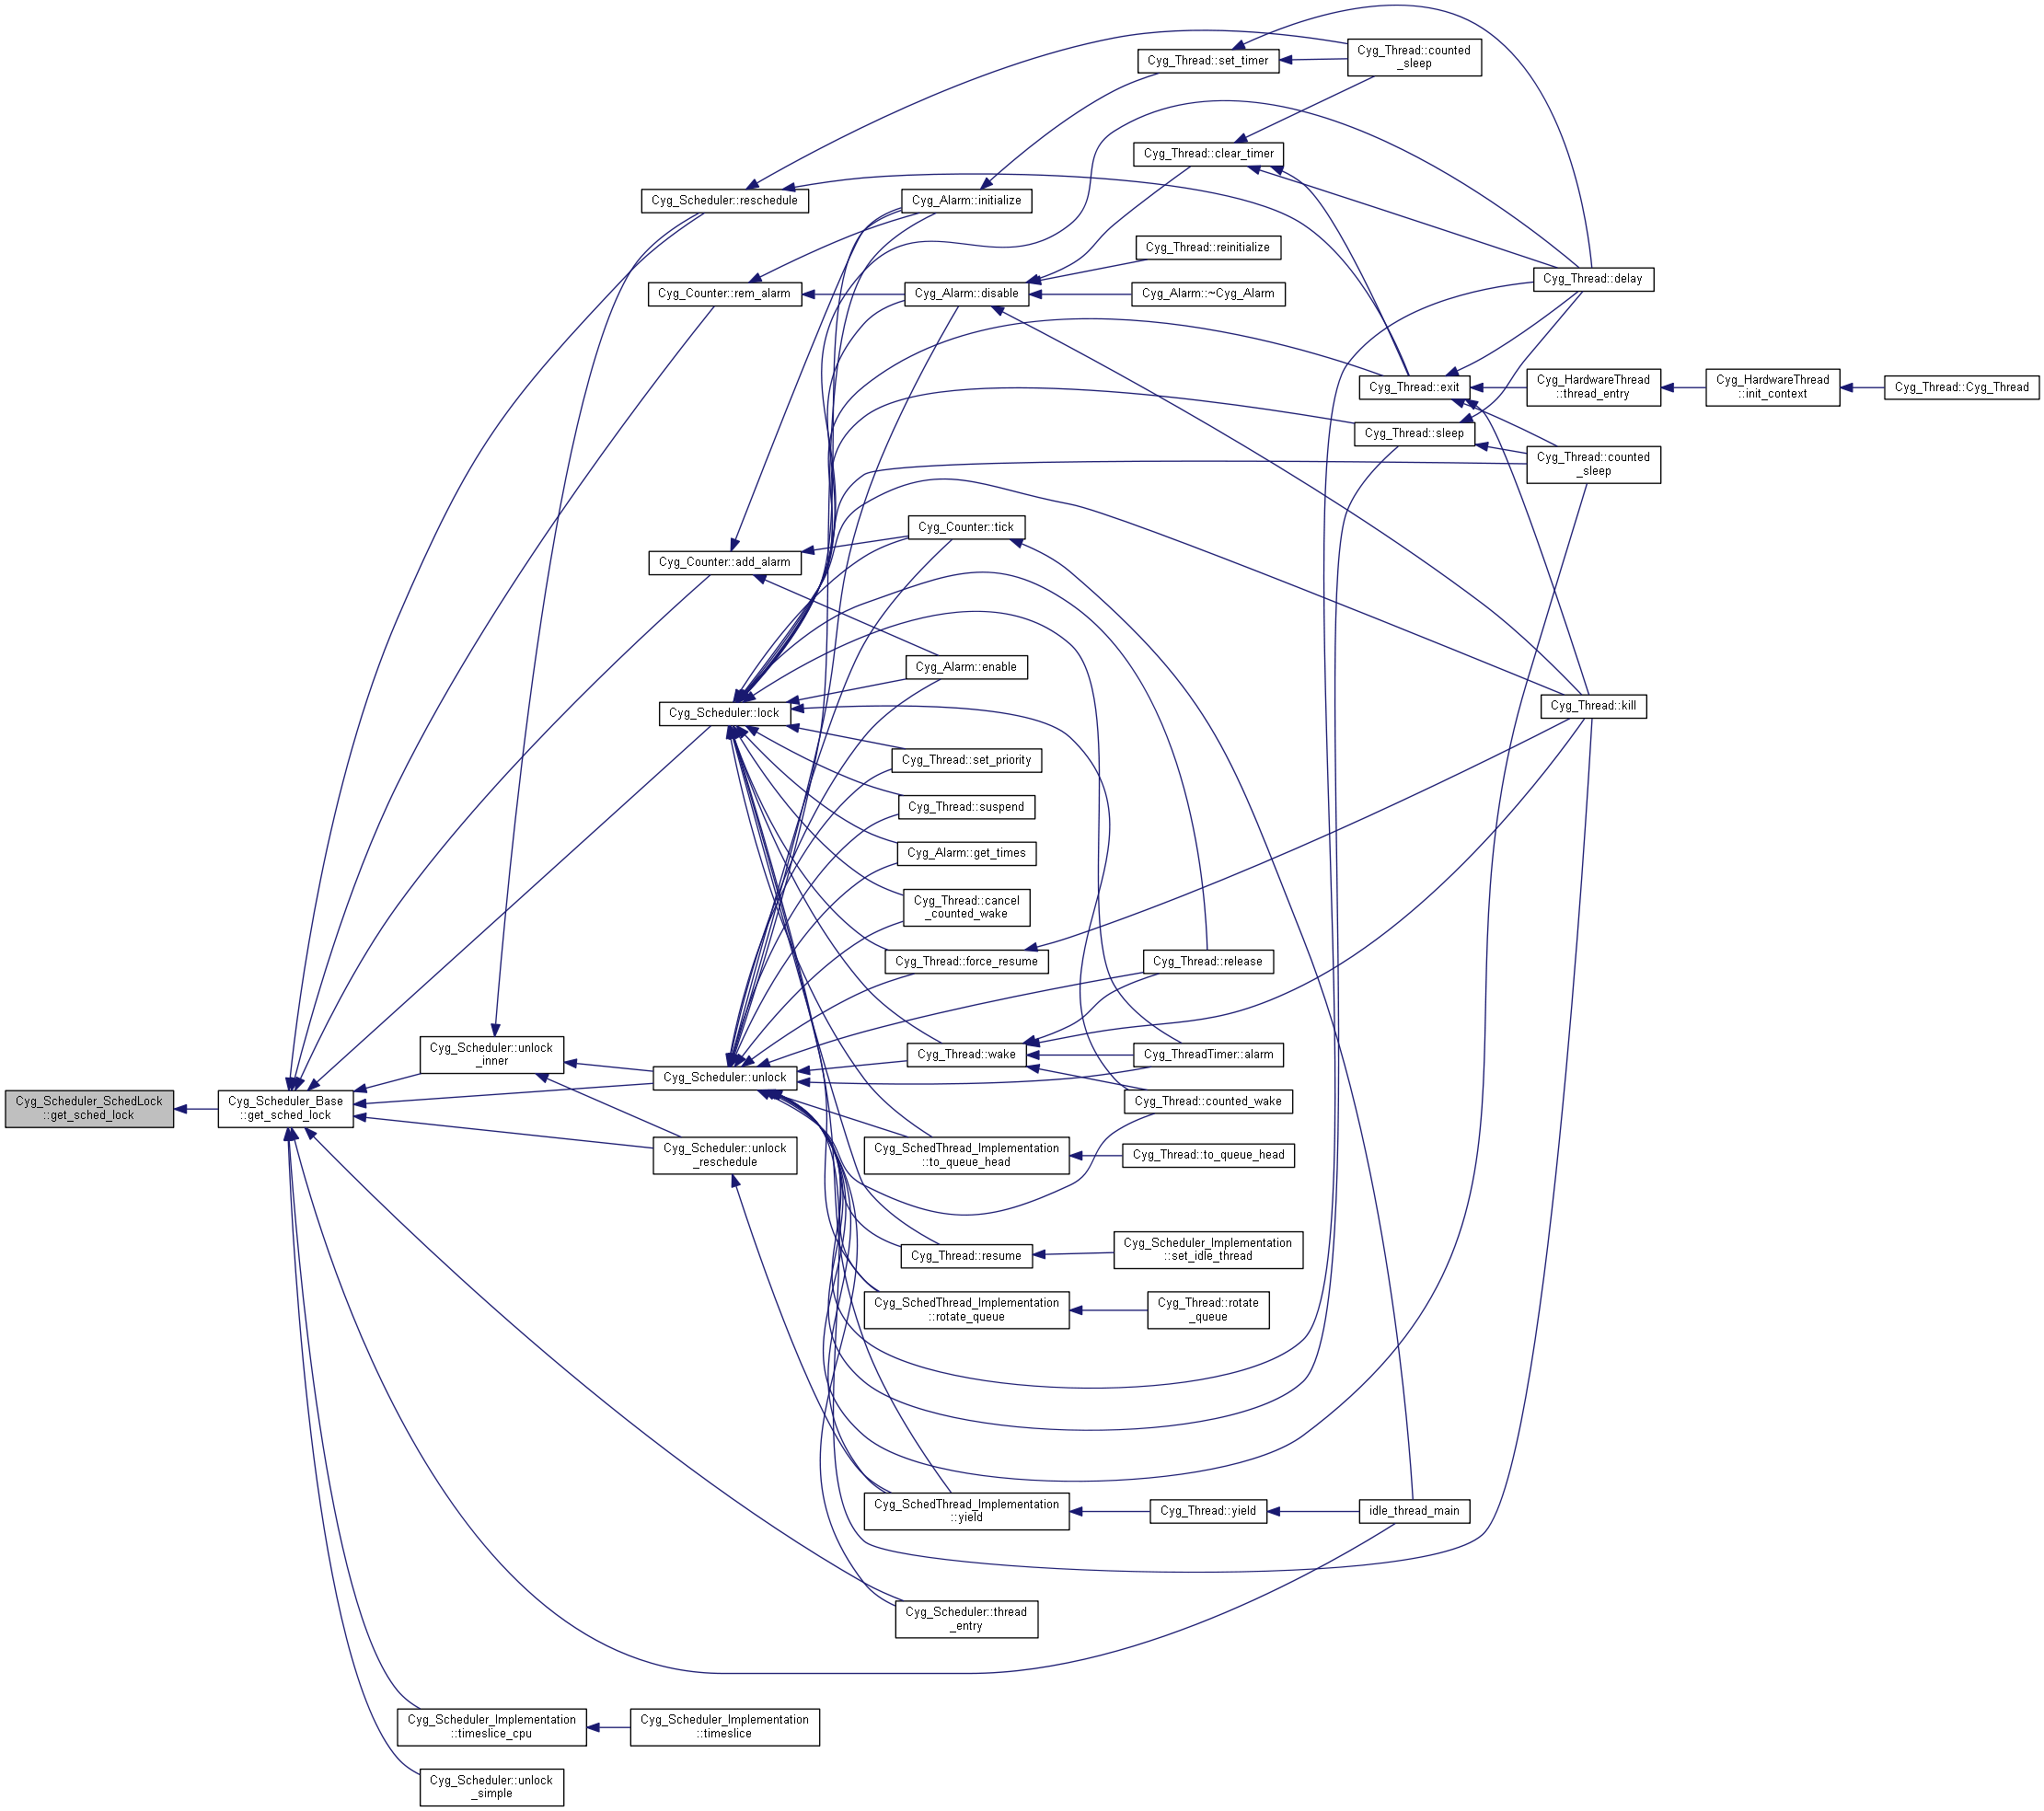 Cyg_Scheduler_SchedLock
::get_sched_lock
Cyg_Scheduler_Base
::get_sched_lock
Cyg_Scheduler::unlock
_inner
Cyg_Scheduler_Implementation
::timeslice_cpu
Cyg_Scheduler::unlock
_simple
Cyg_Scheduler::reschedule
Cyg_Counter::rem_alarm
Cyg_Counter::add_alarm
Cyg_Scheduler::lock
Cyg_Scheduler::unlock
Cyg_Scheduler::unlock
_reschedule
Cyg_Scheduler_Implementation
::timeslice
Cyg_Alarm::initialize
Cyg_Alarm::disable
Cyg_Counter::tick
Cyg_Alarm::enable
Cyg_Thread::set_priority
Cyg_Thread::suspend
Cyg_Alarm::get_times
Cyg_Thread::cancel
_counted_wake
Cyg_Thread::force_resume
Cyg_Thread::wake
Cyg_SchedThread_Implementation
::to_queue_head
Cyg_Thread::resume
Cyg_SchedThread_Implementation
::rotate_queue
Cyg_SchedThread_Implementation
::yield
Cyg_Scheduler::thread
_entry
Cyg_Thread::set_timer
Cyg_Thread::clear_timer
Cyg_Thread::reinitialize
Cyg_Alarm::~Cyg_Alarm
Cyg_Thread::release
Cyg_ThreadTimer::alarm
Cyg_Thread::counted_wake
Cyg_Thread::to_queue_head
Cyg_Scheduler_Implementation
::set_idle_thread
Cyg_Thread::rotate
_queue
Cyg_Thread::yield
Cyg_Thread::counted
_sleep
Cyg_Thread::exit
Cyg_Thread::sleep
idle_thread_main
Cyg_Thread::delay
Cyg_HardwareThread
::thread_entry
Cyg_Thread::counted
_sleep
Cyg_Thread::kill
Cyg_HardwareThread
::init_context
Cyg_Thread::Cyg_Thread